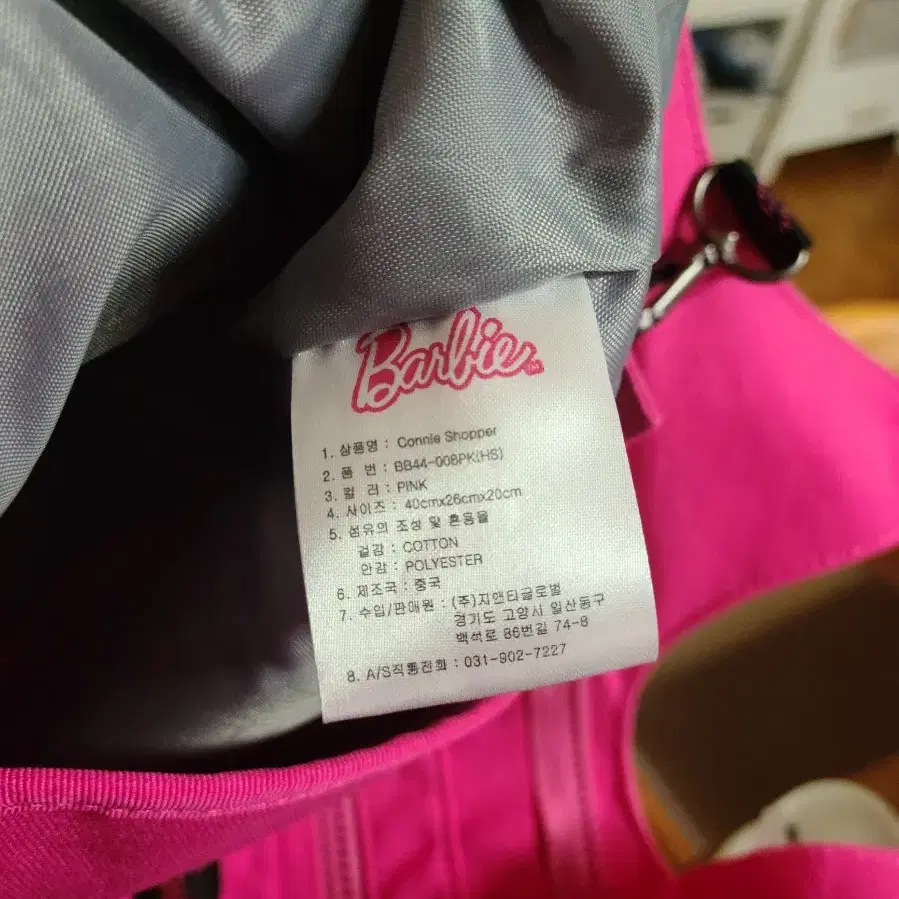 Barbie™
1. 상품명 : Connie Shopper
2. 품 번 : BB44-008PK(HS)
3. 컬 러 : PINK
4. 사이즈 : 40cmx26cmx20cm
5. 섬유의 조성 및 혼용율
겉감 : COTTON
안감 : POLYESTER
6. 제조국 : 중국
7. 수입/판매원 : (주)지앤티글로벌
경기도 고양시 일산동구
백석로 86번길 74-8
8. A/S직통전화 : 031-902-7227